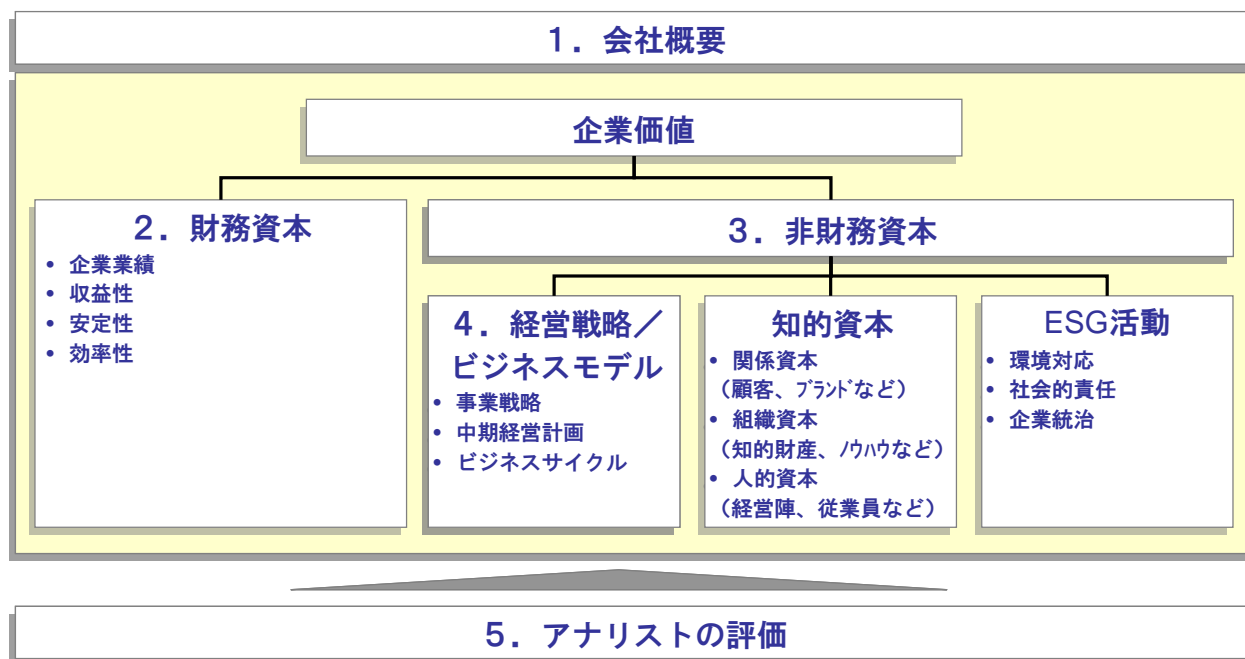 １．会社概要
企業価値
２．財務資本
• 企業業績
• 収益性
• 安定性
• 効率性
３．非財務資本
４．経営戦略／
ビジネスモデル
• 事業戦略
• 中期経営計画
• ビジネスサイクル
知的資本
• 関係資本
（顧客、ﾌﾞﾗﾝﾄﾞなど）
• 組織資本
（知的財産、ﾉｳﾊｳなど）
• 人的資本
（経営陣、従業員など）
ESG活動
• 環境対応
• 社会的責任
• 企業統治
５．アナリストの評価